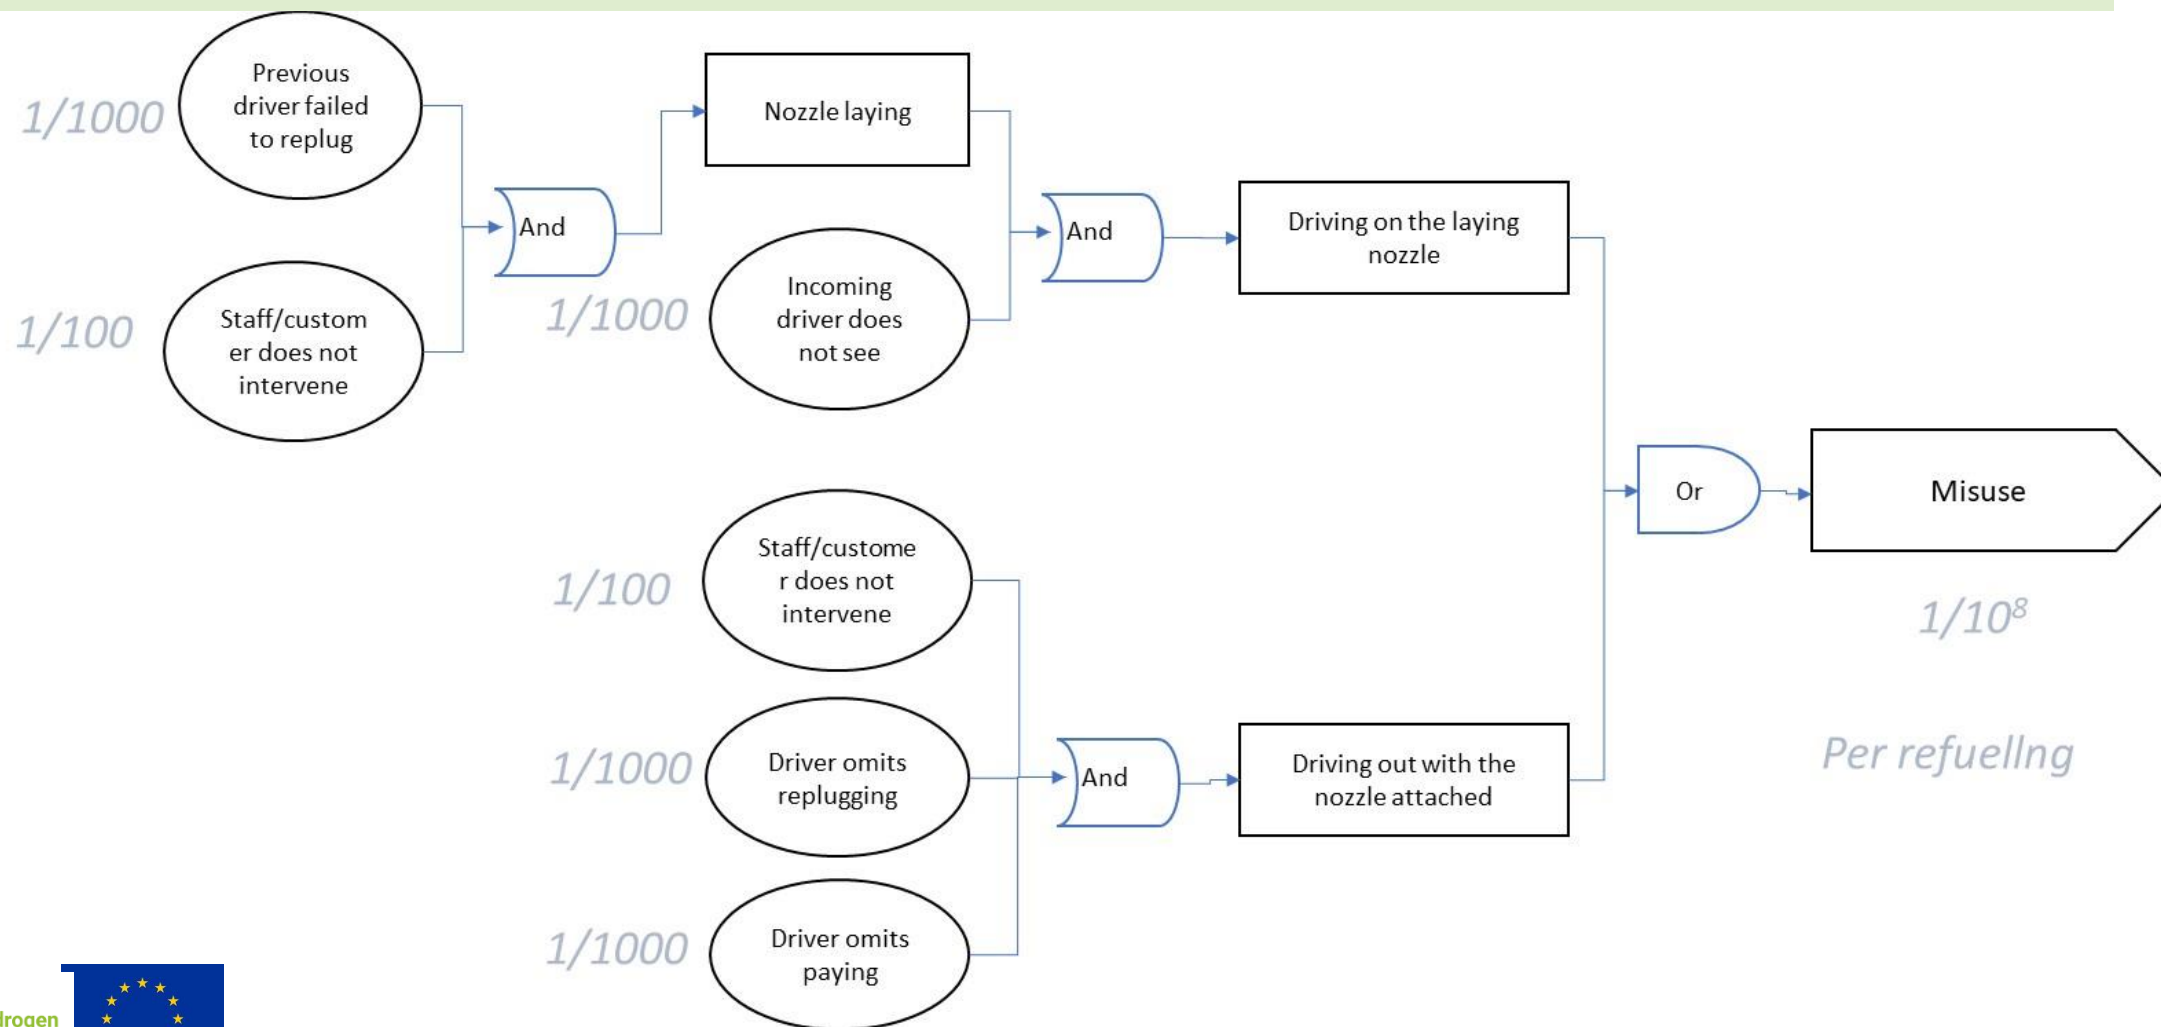 1/1000
Previous
driver failed
to replug
And
1/100
Staff/custom
er does not
intervene
Nozzle laying
1/1000
Incoming
driver does
not see
And
Driving on the laying
nozzle
1/100
Staff/custome
r does not
intervene
1/1000
Driver omits
replugging
1/1000
Driver omits
paying
And
Driving out with the
nozzle attached
Or
Misuse
1/10⁸
Per refuellng
drogen